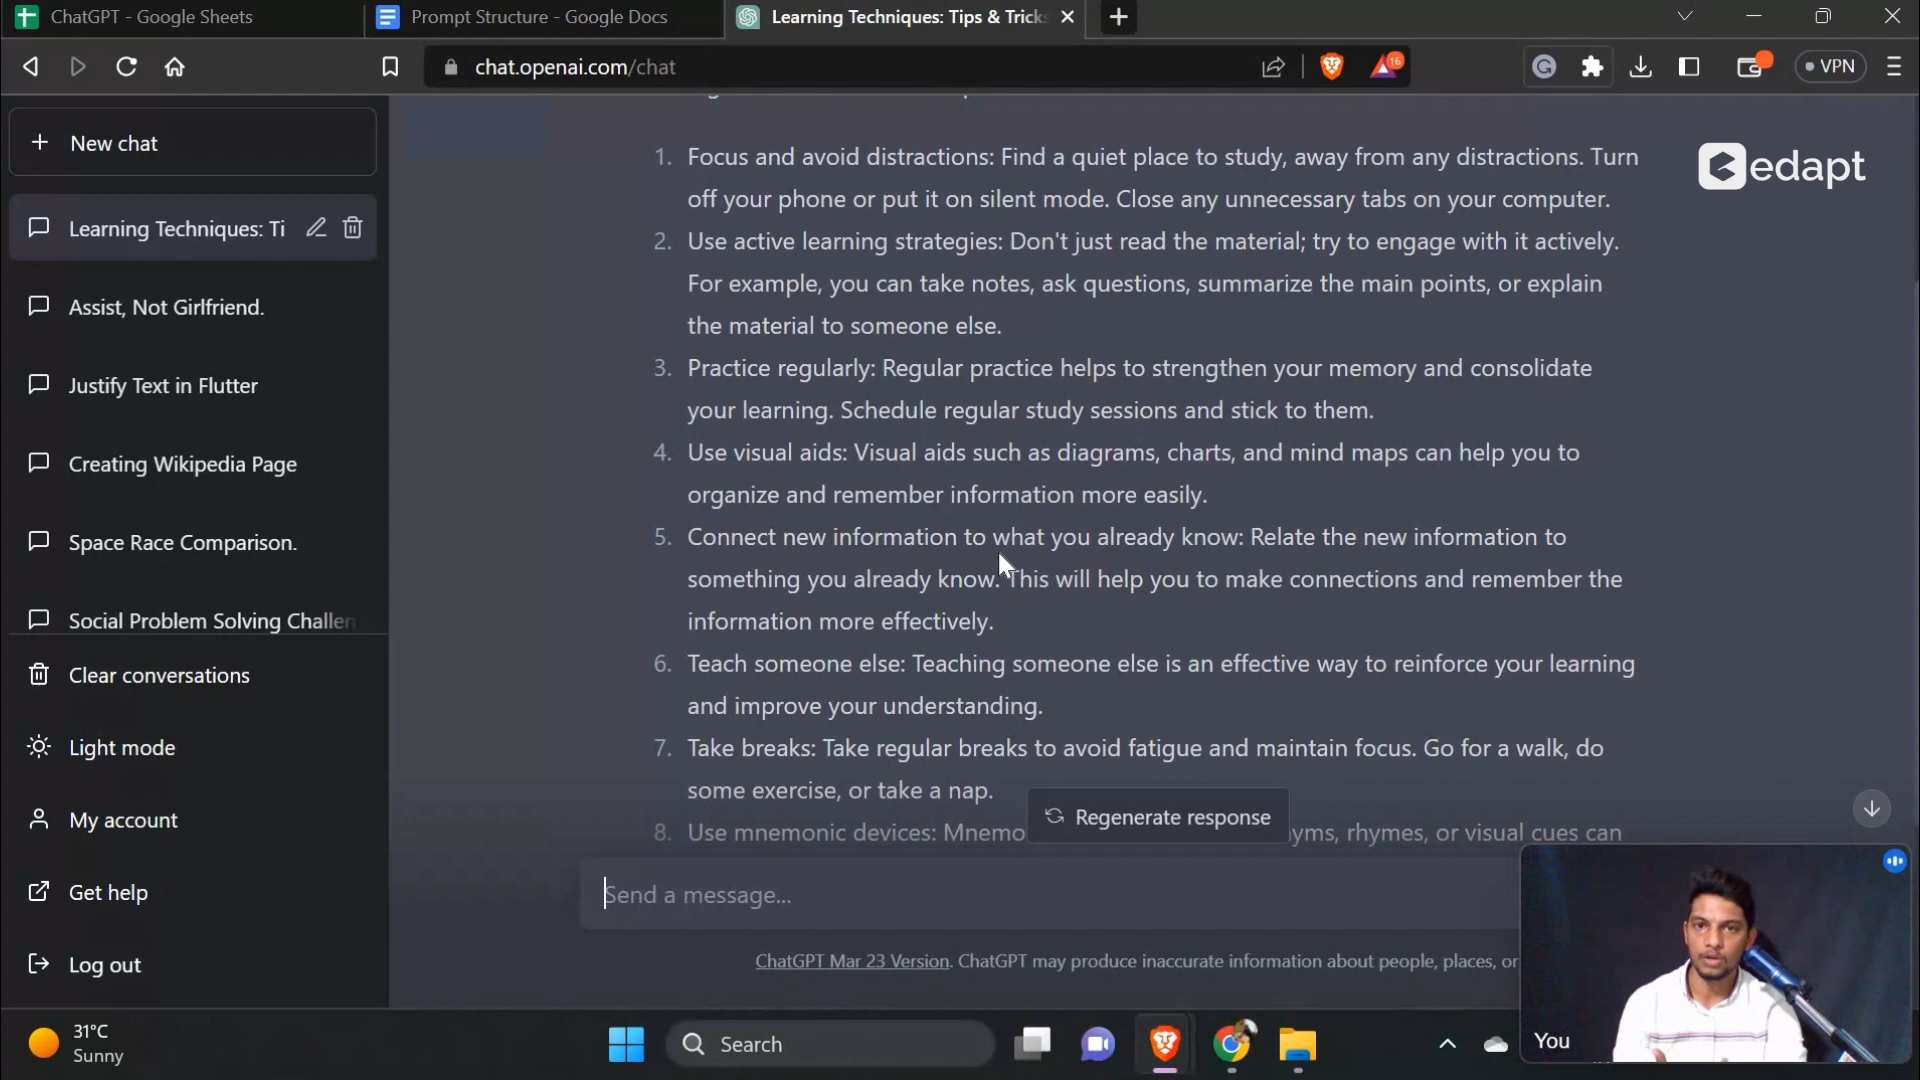 ChatGPT - Google Sheets
Prompt Structure - Google Docs
Learning Techniques: Tips & Trick
chat.openai.com/chat
16
VPN
New chat
Learning Techniques: Ti
Assist, Not Girlfriend.
Justify Text in Flutter
Creating Wikipedia Page
Space Race Comparison.
Social Problem Solving Challen
Clear conversations
Light mode
My account
Get help
Log out
edapt
1. Focus and avoid distractions: Find a quiet place to study, away from any distractions. Turn
off your phone or put it on silent mode. Close any unnecessary tabs on your computer.
2. Use active learning strategies: Don't just read the material; try to engage with it actively.
For example, you can take notes, ask questions, summarize the main points, or explain
the material to someone else.
3. Practice regularly: Regular practice helps to strengthen your memory and consolidate
your learning. Schedule regular study sessions and stick to them.
4. Use visual aids: Visual aids such as diagrams, charts, and mind maps can help you to
organize and remember information more easily.
5. Connect new information to what you already know: Relate the new information to
something you already know. This will help you to make connections and remember the
information more effectively.
6. Teach someone else: Teaching someone else is an effective way to reinforce your learning
and improve your understanding.
7. Take breaks: Take regular breaks to avoid fatigue and maintain focus. Go for a walk, do
some exercise, or take a nap.
8. Use mnemonic devices: Mnemo
yms, rhymes, or visual cues can
Regenerate response
Send a message...
ChatGPT Mar 23 Version. ChatGPT may produce inaccurate information about people, places, or
You
31°C
Sunny
Search